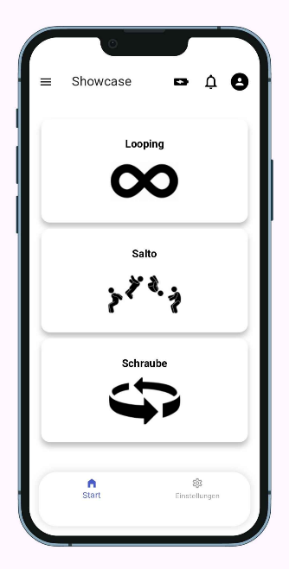 Showcase
Looping
Salto
Schraube
Start
Einstellungen